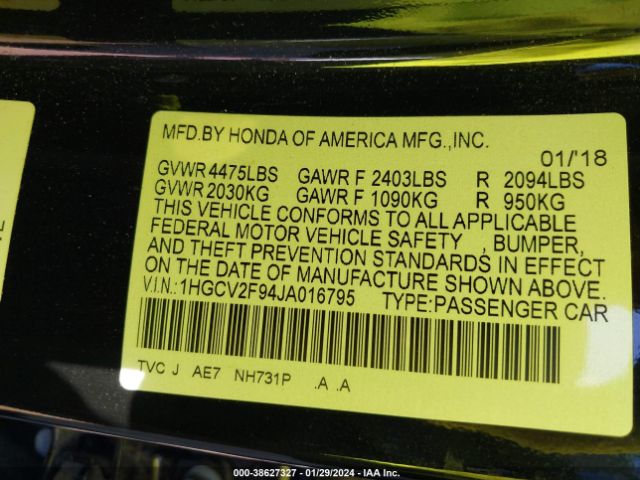 MFD.BY HONDA OF AMERICA MFG.,INC.
01/'18
GVWR 4475LBS GAWR F 2403LBS R 2094LBS
GVWR 2030KG GAWR F 1090KG R 950KG
THIS VEHICLE CONFORMS TO ALL APPLICABLE
FEDERAL MOTOR VEHICLE SAFETY , BUMPER,
AND THEFT PREVENTION STANDARDS IN EFFECT
ON THE DATE OF MANUFACTURE SHOWN ABOVE.
V.I.N.:1HGCV2F94JA016795 TYPE:PASSENGER CAR
TVC J AE7 NH731P .A .A
000-38627327 - 01/29/2024 - IAA Inc.